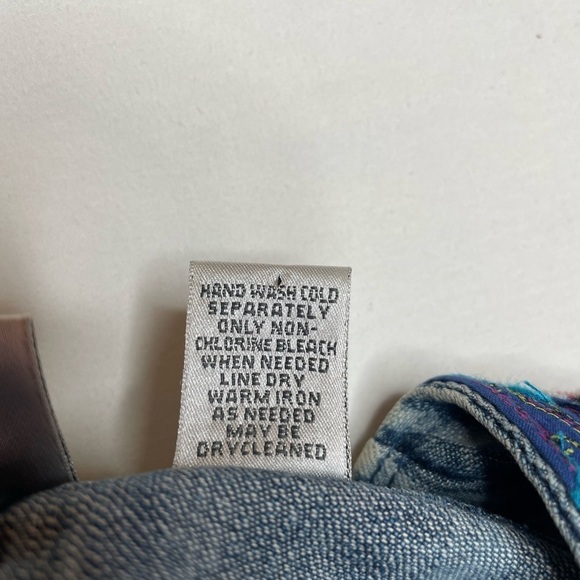 HAND WASH COLD
SEPARATELY
ONLY NON-
CHLORINE BLEACH
WHEN NEEDED
LINE DRY
WARM IRON
AS NEEDED
MAY BE
DRYCLEANED